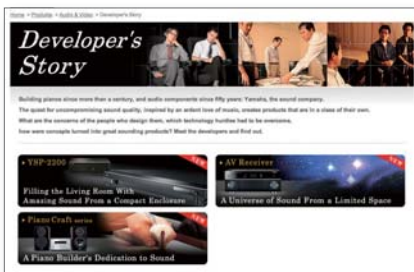 Home > Products > Audio & Video > Developer's Story
Developer's
Story
Building pianos since more than a century, and audio components since fifty years: Yamaha, the sound company.
The quest for uncompromising sound quality, inspired by an ardent love of music, creates products that are in a class of their own.
What are the concerns of the people who design them, which technology hurdles had to be overcome,
how were concepts turned into great sounding products? Meet the developers and find out.
YSP-2200
NEW
Filling the Living Room With
Amazing Sound From a Compact Enclosure
AV Receiver
NEW
A Universe of Sound From a Limited Space
PianoCraft series
NEW
A Piano Builder's Dedication to Sound